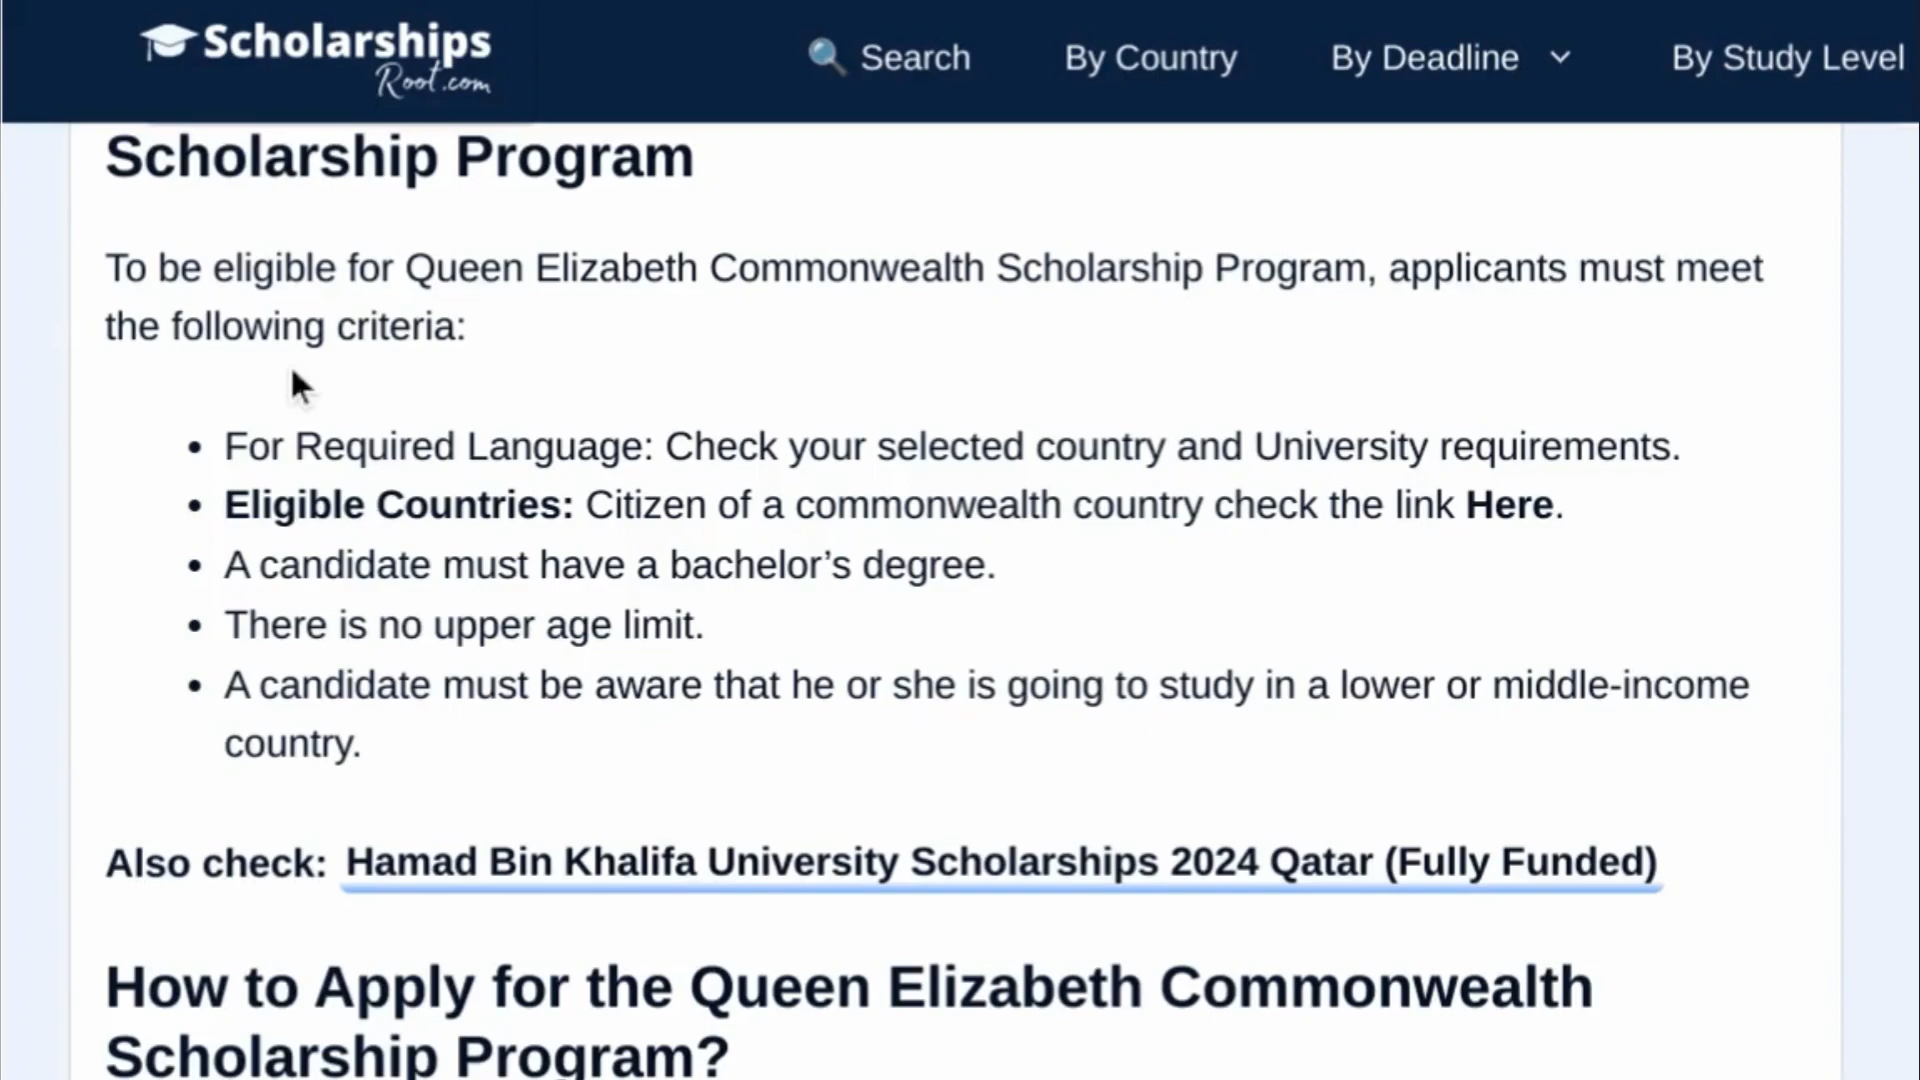 Scholarships
Root.com
🔍 Search By Country By Deadline By Study Level
Scholarship Program
To be eligible for Queen Elizabeth Commonwealth Scholarship Program, applicants must meet
the following criteria:
• For Required Language: Check your selected country and University requirements.
• Eligible Countries: Citizen of a commonwealth country check the link Here.
• A candidate must have a bachelor’s degree.
• There is no upper age limit.
• A candidate must be aware that he or she is going to study in a lower or middle-income
country.
Also check: Hamad Bin Khalifa University Scholarships 2024 Qatar (Fully Funded)
How to Apply for the Queen Elizabeth Commonwealth
Scholarship Program?